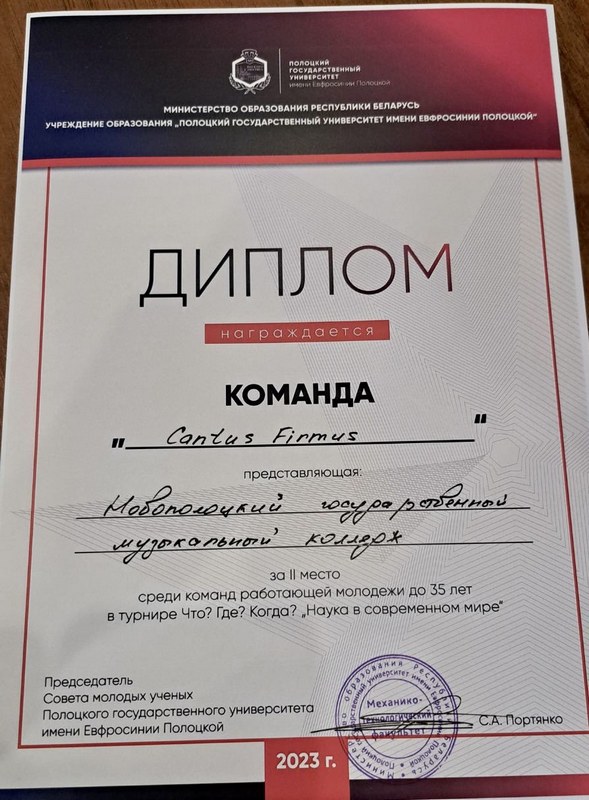 ПОЛОЦКИЙ
ГОСУДАРСТВЕННЫЙ
УНИВЕРСИТЕТ
имени Евфросинии Полоцкой
МИНИСТЕРСТВО ОБРАЗОВАНИЯ РЕСПУБЛИКИ БЕЛАРУСЬ
УЧРЕЖДЕНИЕ ОБРАЗОВАНИЯ „ПОЛОЦКИЙ ГОСУДАРСТВЕННЫЙ УНИВЕРСИТЕТ ИМЕНИ ЕВФРОСИНИИ ПОЛОЦКОЙ“
ДИПЛОМ
награждается
КОМАНДА
„ Cantus Firmus “
представляющая:
Новополоцкий государственный
музыкальный колледж
за II место
среди команд работающей молодежи до 35 лет
в турнире Что? Где? Когда? „Наука в современном мире“
Председатель
Совета молодых ученых
Полоцкого государственного университета
имени Евфросинии Полоцкой
С.А. Портянко
Механико-
технологический
факультет
2023 г.